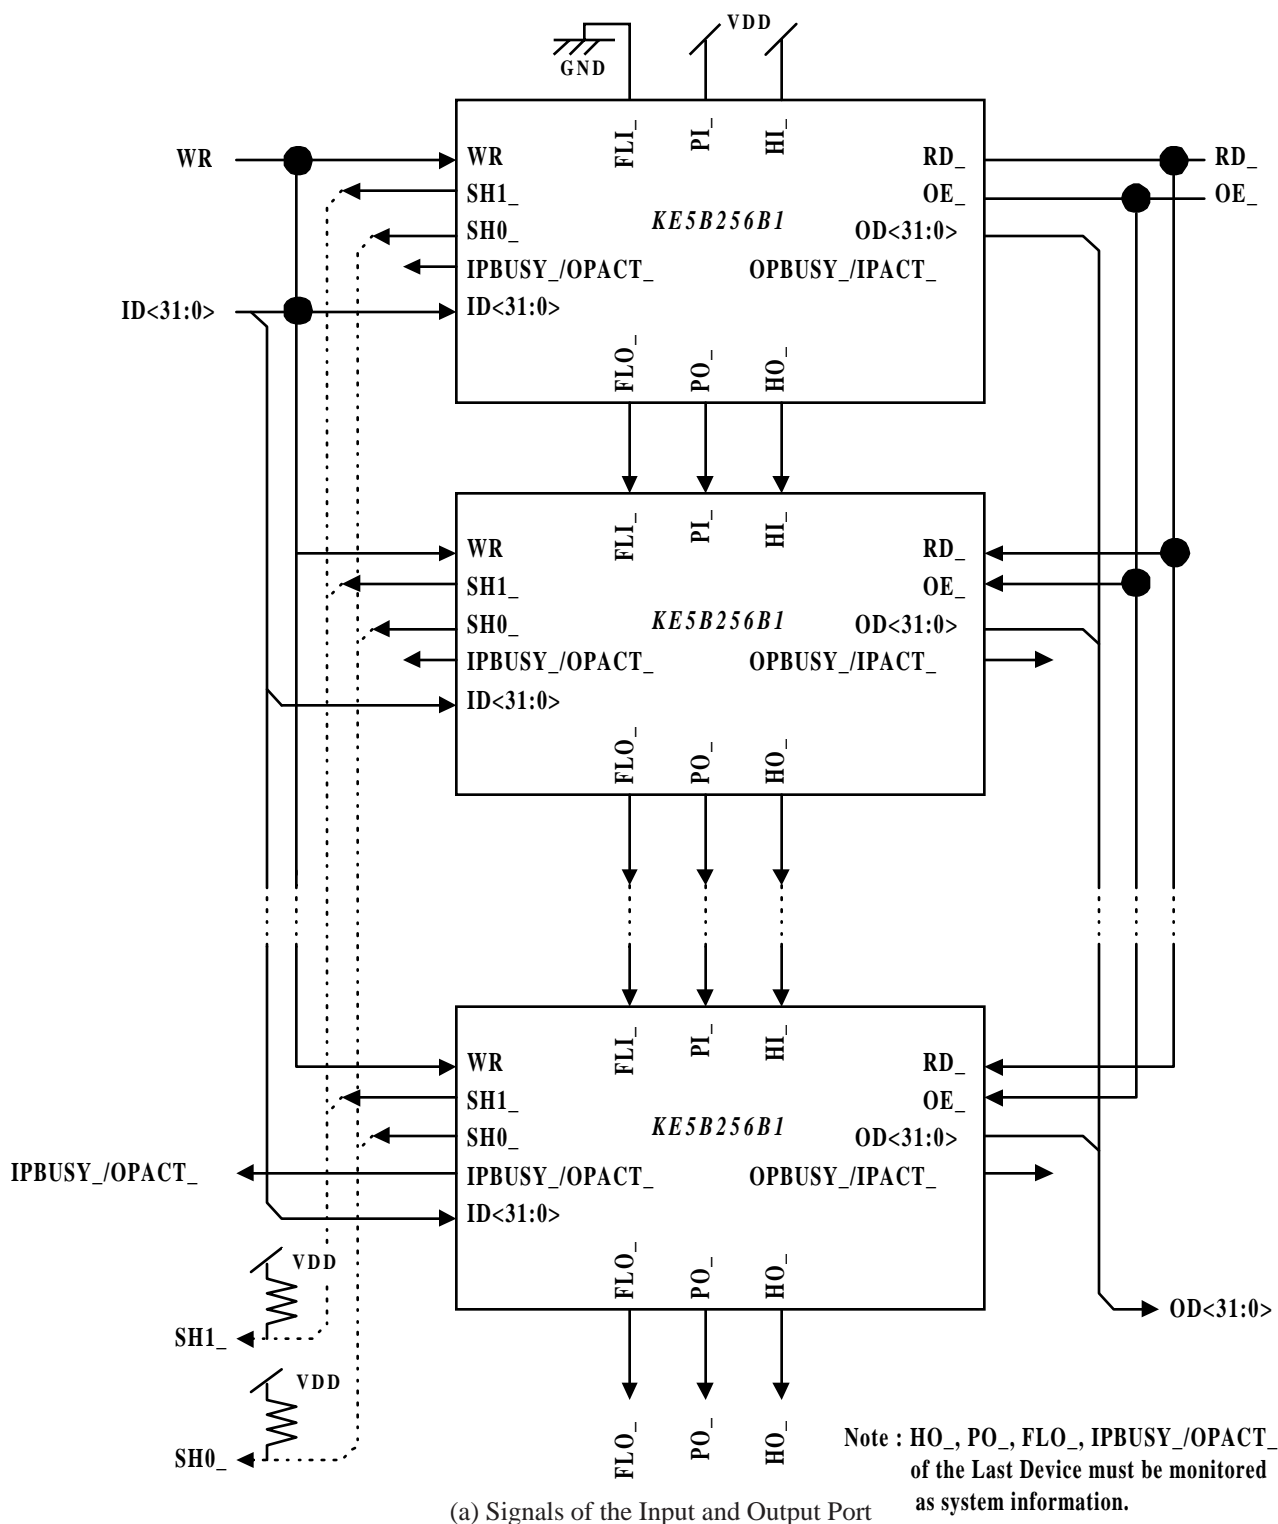 VDD
GND
FLI_ PI_ HI_
WR WR RD_ RD_
SH1_ OE_ OE_
SH0_ KE5B256B1 OD<31:0>
IPBUSY_/OPACT_ OPBUSY_/IPACT_
ID<31:0> ID<31:0>
FLO_ PO_ HO_
FLI_ PI_ HI_
WR RD_
SH1_ OE_
SH0_ KE5B256B1 OD<31:0>
IPBUSY_/OPACT_ OPBUSY_/IPACT_
ID<31:0>
FLO_ PO_ HO_
FLI_ PI_ HI_
WR RD_
SH1_ OE_
SH0_ KE5B256B1 OD<31:0>
IPBUSY_/OPACT_ IPBUSY_/OPACT_ OPBUSY_/IPACT_
ID<31:0>
FLO_ PO_ HO_
VDD
OD<31:0>
SH1_
VDD
SH0_
FLO_ PO_ HO_
Note : HO_, PO_, FLO_, IPBUSY_/OPACT_
of the Last Device must be monitored
as system information.
(a) Signals of the Input and Output Port